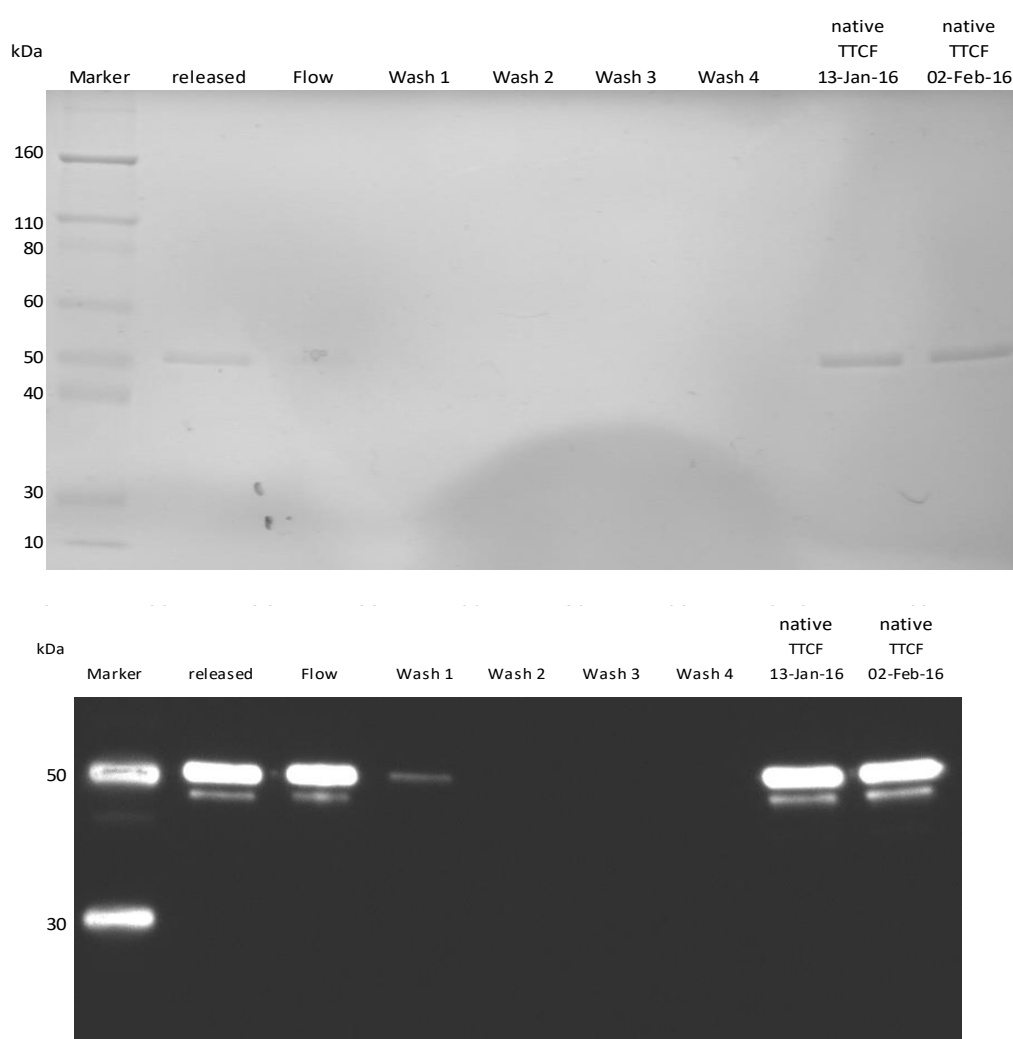 native native
kDa TTCF TTCF
Marker released Flow Wash 1 Wash 2 Wash 3 Wash 4 13-Jan-16 02-Feb-16
160
110
80
60
50
40
30
10
native native
kDa TTCF TTCF
Marker released Flow Wash 1 Wash 2 Wash 3 Wash 4 13-Jan-16 02-Feb-16
50
30